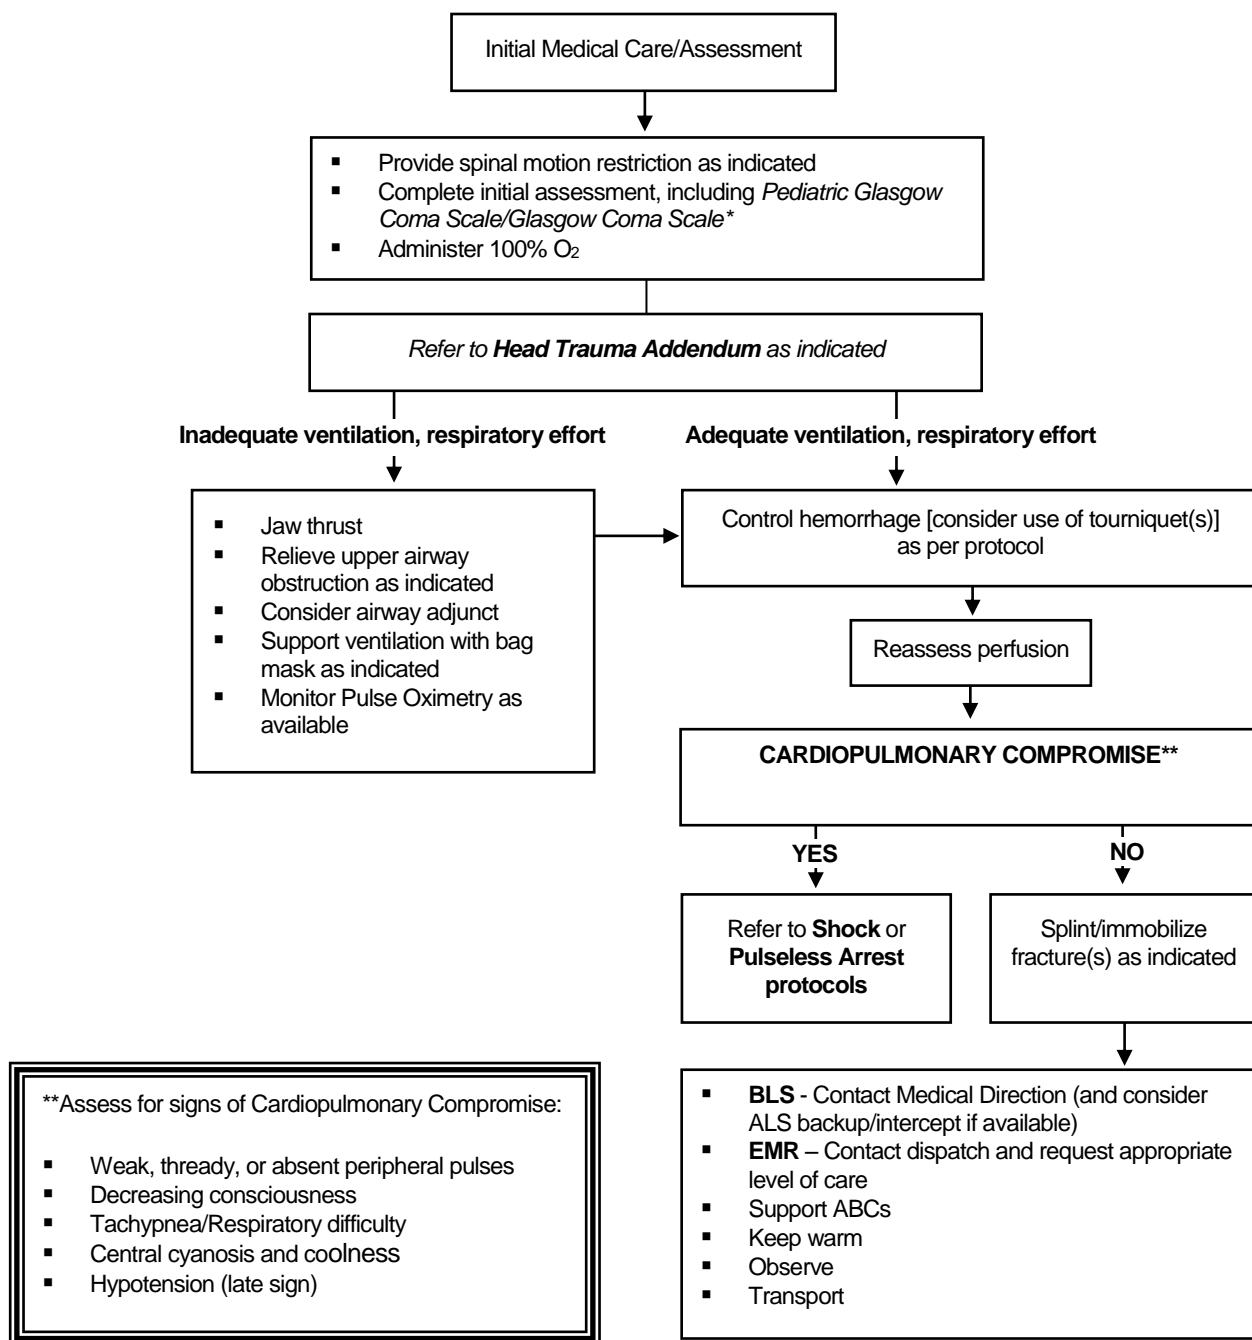 Initial Medical Care/Assessment
▪ Provide spinal motion restriction as indicated
▪ Complete initial assessment, including Pediatric Glasgow
Coma Scale/Glasgow Coma Scale*
▪ Administer 100% O₂
Refer to Head Trauma Addendum as indicated
Inadequate ventilation, respiratory effort
Adequate ventilation, respiratory effort
▪ Jaw thrust
▪ Relieve upper airway
obstruction as indicated
▪ Consider airway adjunct
▪ Support ventilation with bag
mask as indicated
▪ Monitor Pulse Oximetry as
available
Control hemorrhage [consider use of tourniquet(s)]
as per protocol
Reassess perfusion
CARDIOPULMONARY COMPROMISE**
YES
NO
Refer to Shock or
Pulseless Arrest
protocols
Splint/immobilize
fracture(s) as indicated
**Assess for signs of Cardiopulmonary Compromise:
▪ Weak, thready, or absent peripheral pulses
▪ Decreasing consciousness
▪ Tachypnea/Respiratory difficulty
▪ Central cyanosis and coolness
▪ Hypotension (late sign)
▪ BLS - Contact Medical Direction (and consider
ALS backup/intercept if available)
▪ EMR – Contact dispatch and request appropriate
level of care
▪ Support ABCs
▪ Keep warm
▪ Observe
▪ Transport